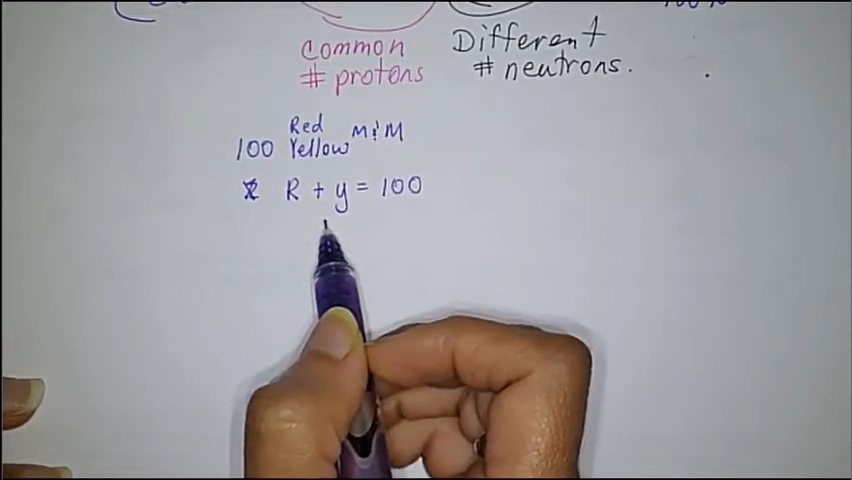 Common
# protons
Different
# neutrons.
Red
Yellow M&M
100
R + y = 100